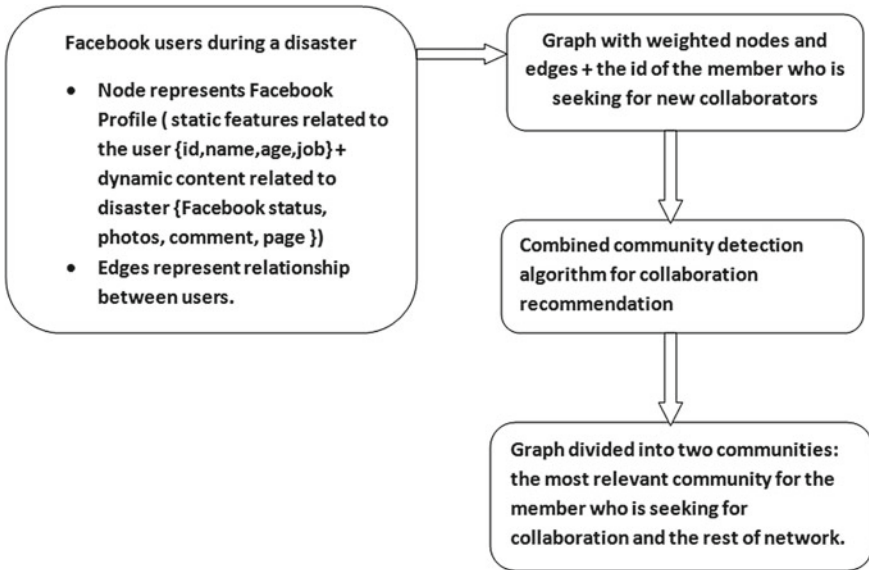 Facebook users during a disaster
• Node represents Facebook
Profile ( static features related to
the user {id,name,age,job}+
dynamic content related to
disaster {Facebook status,
photos, comment, page })
• Edges represent relationship
between users.
Graph with weighted nodes and
edges + the id of the member who is
seeking for new collaborators
Combined community detection
algorithm for collaboration
recommendation
Graph divided into two communities:
the most relevant community for the
member who is seeking for
collaboration and the rest of network.